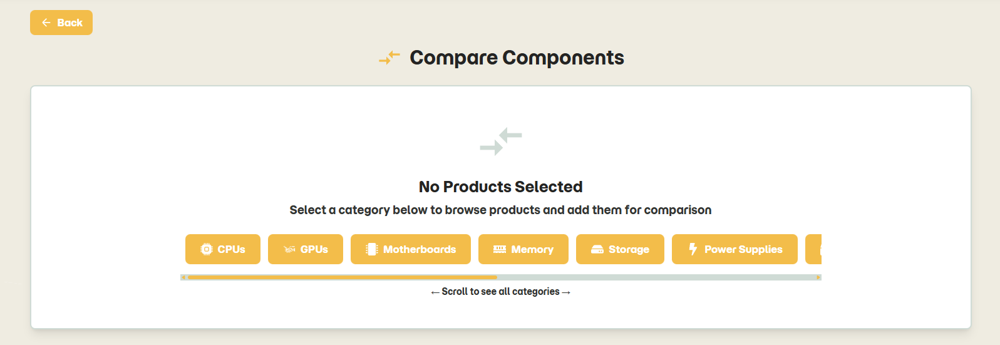 Back
Compare Components
No Products Selected
Select a category below to browse products and add them for comparison
CPUs GPUs Motherboards Memory Storage Power Supplies
← Scroll to see all categories →